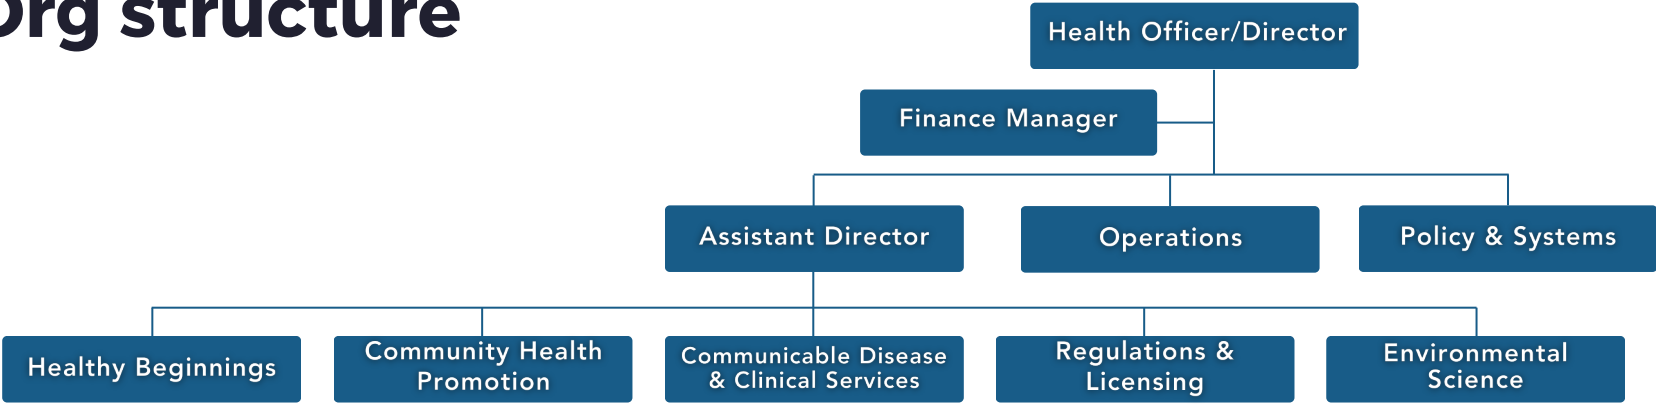 Org structure
Health Officer/Director
Finance Manager
Assistant Director
Operations
Policy & Systems
Healthy Beginnings
Community Health
Promotion
Communicable Disease
& Clinical Services
Regulations &
Licensing
Environmental
Science